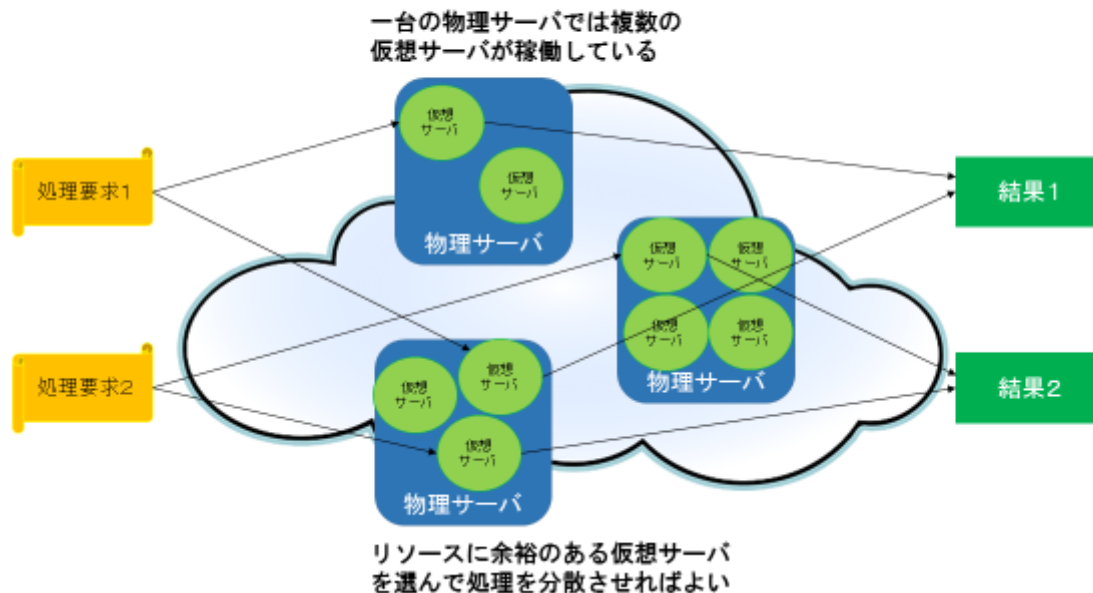 一台の物理サーバでは複数の
仮想サーバが稼働している
仮想
サーバ
仮想
サーバ
物理サーバ
処理要求1
結果1
仮想
サーバ
仮想
サーバ
仮想
サーバ
仮想
サーバ
物理サーバ
処理要求2
結果2
仮想
サーバ
仮想
サーバ
仮想
サーバ
物理サーバ
リソースに余裕のある仮想サーバ
を選んで処理を分散させればよい